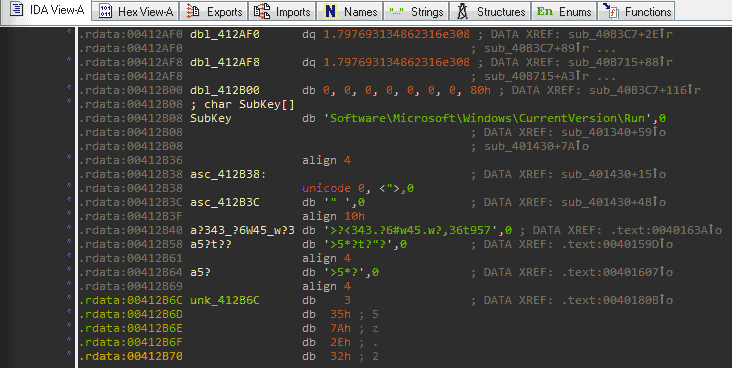 IDA View-A Hex View-A Exports Imports N Names "..." Strings Structures En Enums Functions
.rdata:00412AF0 dbl_412AF0 dq 1.797693134862316e308 ; DATA XREF: sub_40B3C7+2E↑r
.rdata:00412AF0 ; sub_40B3C7+89↑r ...
.rdata:00412AF8 dbl_412AF8 dq 1.797693134862316e308 ; DATA XREF: sub_40B715+88↑r
.rdata:00412AF8 ; sub_40B715+A3↑r ...
.rdata:00412B00 dbl_412B00 db 0, 0, 0, 0, 0, 0, 0, 80h ; DATA XREF: sub_40B3C7+116↑r
.rdata:00412B08 ; char SubKey[]
.rdata:00412B08 SubKey db 'Software\Microsoft\Windows\CurrentVersion\Run',0
.rdata:00412B08 ; DATA XREF: sub_401340+59↑o
.rdata:00412B08 ; sub_401430+7A↑o
.rdata:00412B36 align 4
.rdata:00412B38 asc_412B38: ; DATA XREF: sub_401430+15↑o
.rdata:00412B38 unicode 0, <">,0
.rdata:00412B3C asc_412B3C db '" ',0 ; DATA XREF: sub_401430+4B↑o
.rdata:00412B3F align 10h
.rdata:00412B40 a?343_?6W45_w?3 db '>?<343.?6#w45.w?,36t957',0 ; DATA XREF: .text:0040163A↑o
.rdata:00412B58 a5?t?? db '>5*?t?"?',0 ; DATA XREF: .text:0040159D↑o
.rdata:00412B61 align 4
.rdata:00412B64 a5? db '>5*?',0 ; DATA XREF: .text:00401607↑o
.rdata:00412B69 align 4
.rdata:00412B6C unk_412B6C db 3 ; DATA XREF: .text:0040180B↑o
.rdata:00412B6D db 35h ; 5
.rdata:00412B6E db 7Ah ; z
.rdata:00412B6F db 2Eh ; .
.rdata:00412B70 db 32h ; 2